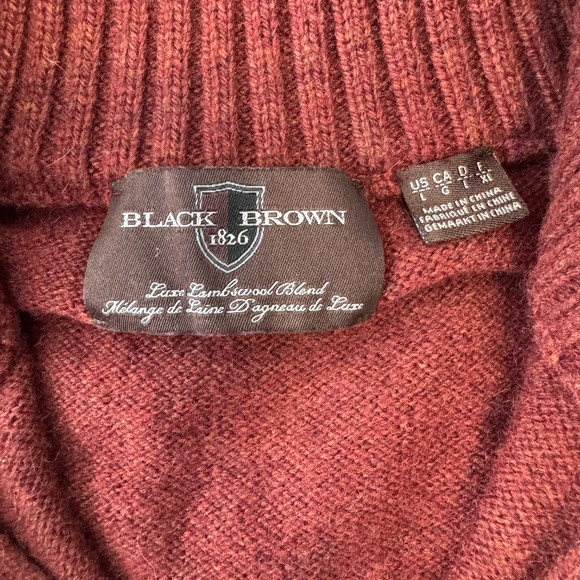 BLACK BROWN
1826
Luxe Lambswool Blend
Mélange de Laine D'agneau de Luxe
US CA D F
L G L XL
MADE IN CHINA
FABRIQUÉ EN CHINE
GEMAAKT IN CHINA